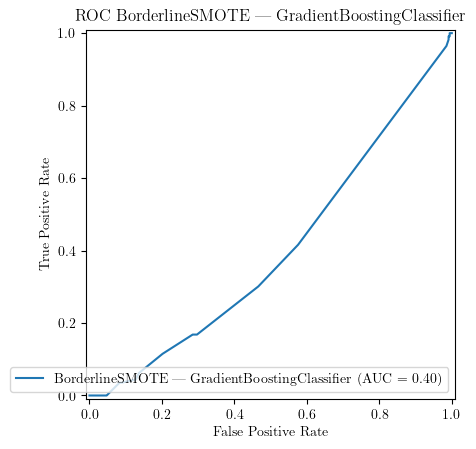 ROC BorderlineSMOTE — GradientBoostingClassifier
1.0
0.8
0.6
0.4
0.2
0.0
True Positive Rate
BorderlineSMOTE — GradientBoostingClassifier (AUC = 0.40)
0.0 0.2 0.4 0.6 0.8 1.0
False Positive Rate